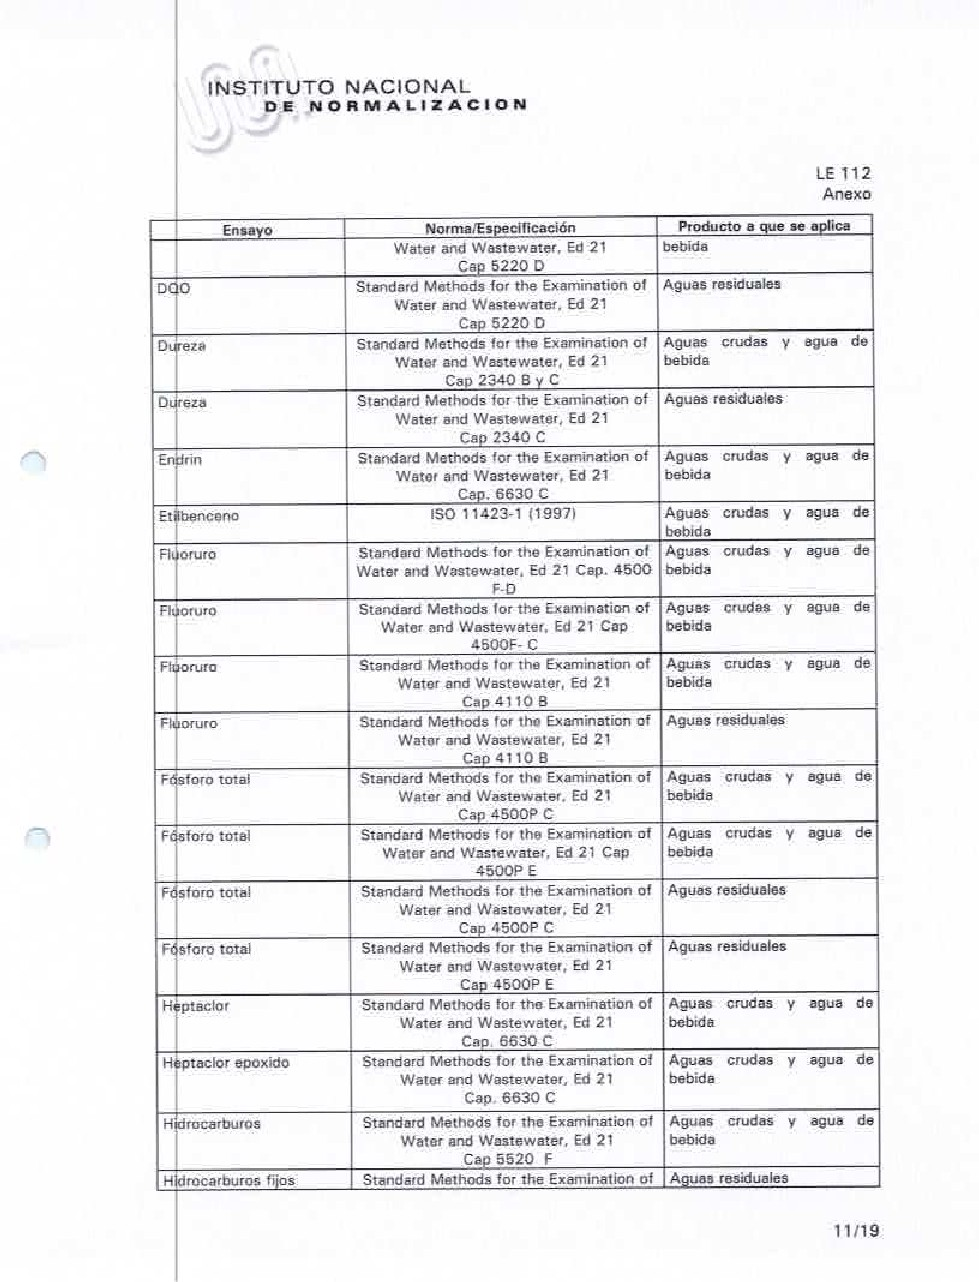 INSTITUTO NACIONAL
DE NORMALIZACION
LE 112
Anexo
Ensayo Norma/Especificación Producto a que se aplica
Water and Wastewater, Ed 21 bebida
Cap 5220 D
DQO Standard Methods for the Examination of Aguas residuales
Water and Wastewater, Ed 21
Cap 5220 D
Dureza Standard Methods for the Examination of Aguas crudas y agua de
Water and Wastewater, Ed 21 bebida
Cap 2340 B y C
Dureza Standard Methods for the Examination of Aguas residuales
Water and Wastewater, Ed 21
Cap 2340 C
Endrin Standard Methods for the Examination of Aguas crudas y agua de
Water and Wastewater, Ed 21 bebida
Cap. 6630 C
Etilbenceno ISO 11423-1 (1997) Aguas crudas y agua de
bebida
Fluoruro Standard Methods for the Examination of Aguas crudas y agua de
Water and Wastewater, Ed 21 Cap. 4500 bebida
F-D
Fluoruro Standard Methods for the Examination of Aguas crudas y agua de
Water and Wastewater, Ed 21 Cap bebida
4500F- C
Fluoruro Standard Methods for the Examination of Aguas crudas y agua de
Water and Wastewater, Ed 21 bebida
Cap 4110 B
Fluoruro Standard Methods for the Examination of Aguas residuales
Water and Wastewater, Ed 21
Cap 4110 B
Fósforo total Standard Methods for the Examination of Aguas crudas y agua de
Water and Wastewater, Ed 21 bebida
Cap 4500P C
Fósforo total Standard Methods for the Examination of Aguas crudas y agua de
Water and Wastewater, Ed 21 Cap bebida
4500P E
Fósforo total Standard Methods for the Examination of Aguas residuales
Water and Wastewater, Ed 21
Cap 4500P C
Fósforo total Standard Methods for the Examination of Aguas residuales
Water and Wastewater, Ed 21
Cap 4500P E
Heptaclor Standard Methods for the Examination of Aguas crudas y agua de
Water and Wastewater, Ed 21 bebida
Cap. 6630 C
Heptaclor epoxido Standard Methods for the Examination of Aguas crudas y agua de
Water and Wastewater, Ed 21 bebida
Cap. 6630 C
Hidrocarburos Standard Methods for the Examination of Aguas crudas y agua de
Water and Wastewater, Ed 21 bebida
Cap 5520 F
Hidrocarburos fijos Standard Methods for the Examination of Aguas residuales
11/19